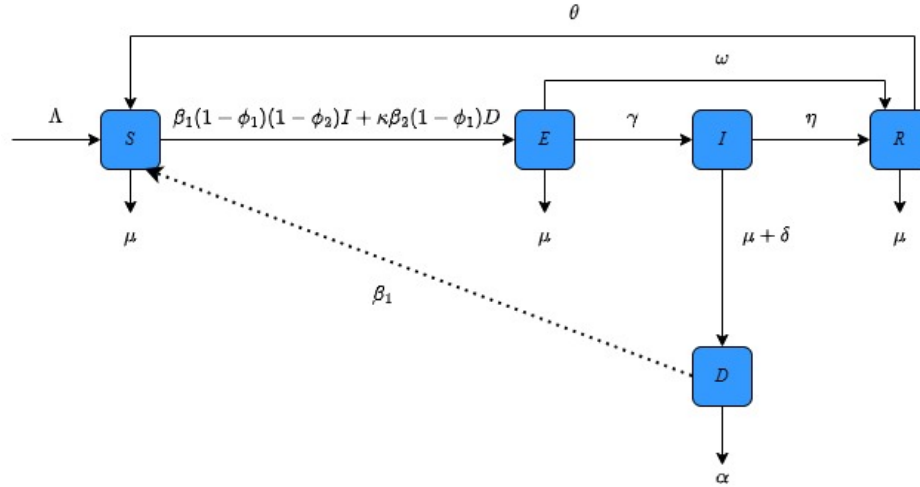 θ
ω
Λ
β₁(1−ϕ₁)(1−ϕ₂)I + κβ₂(1−ϕ₁)D
γ
η
S
E
I
R
μ
μ
μ + δ
μ
β₁
D
α